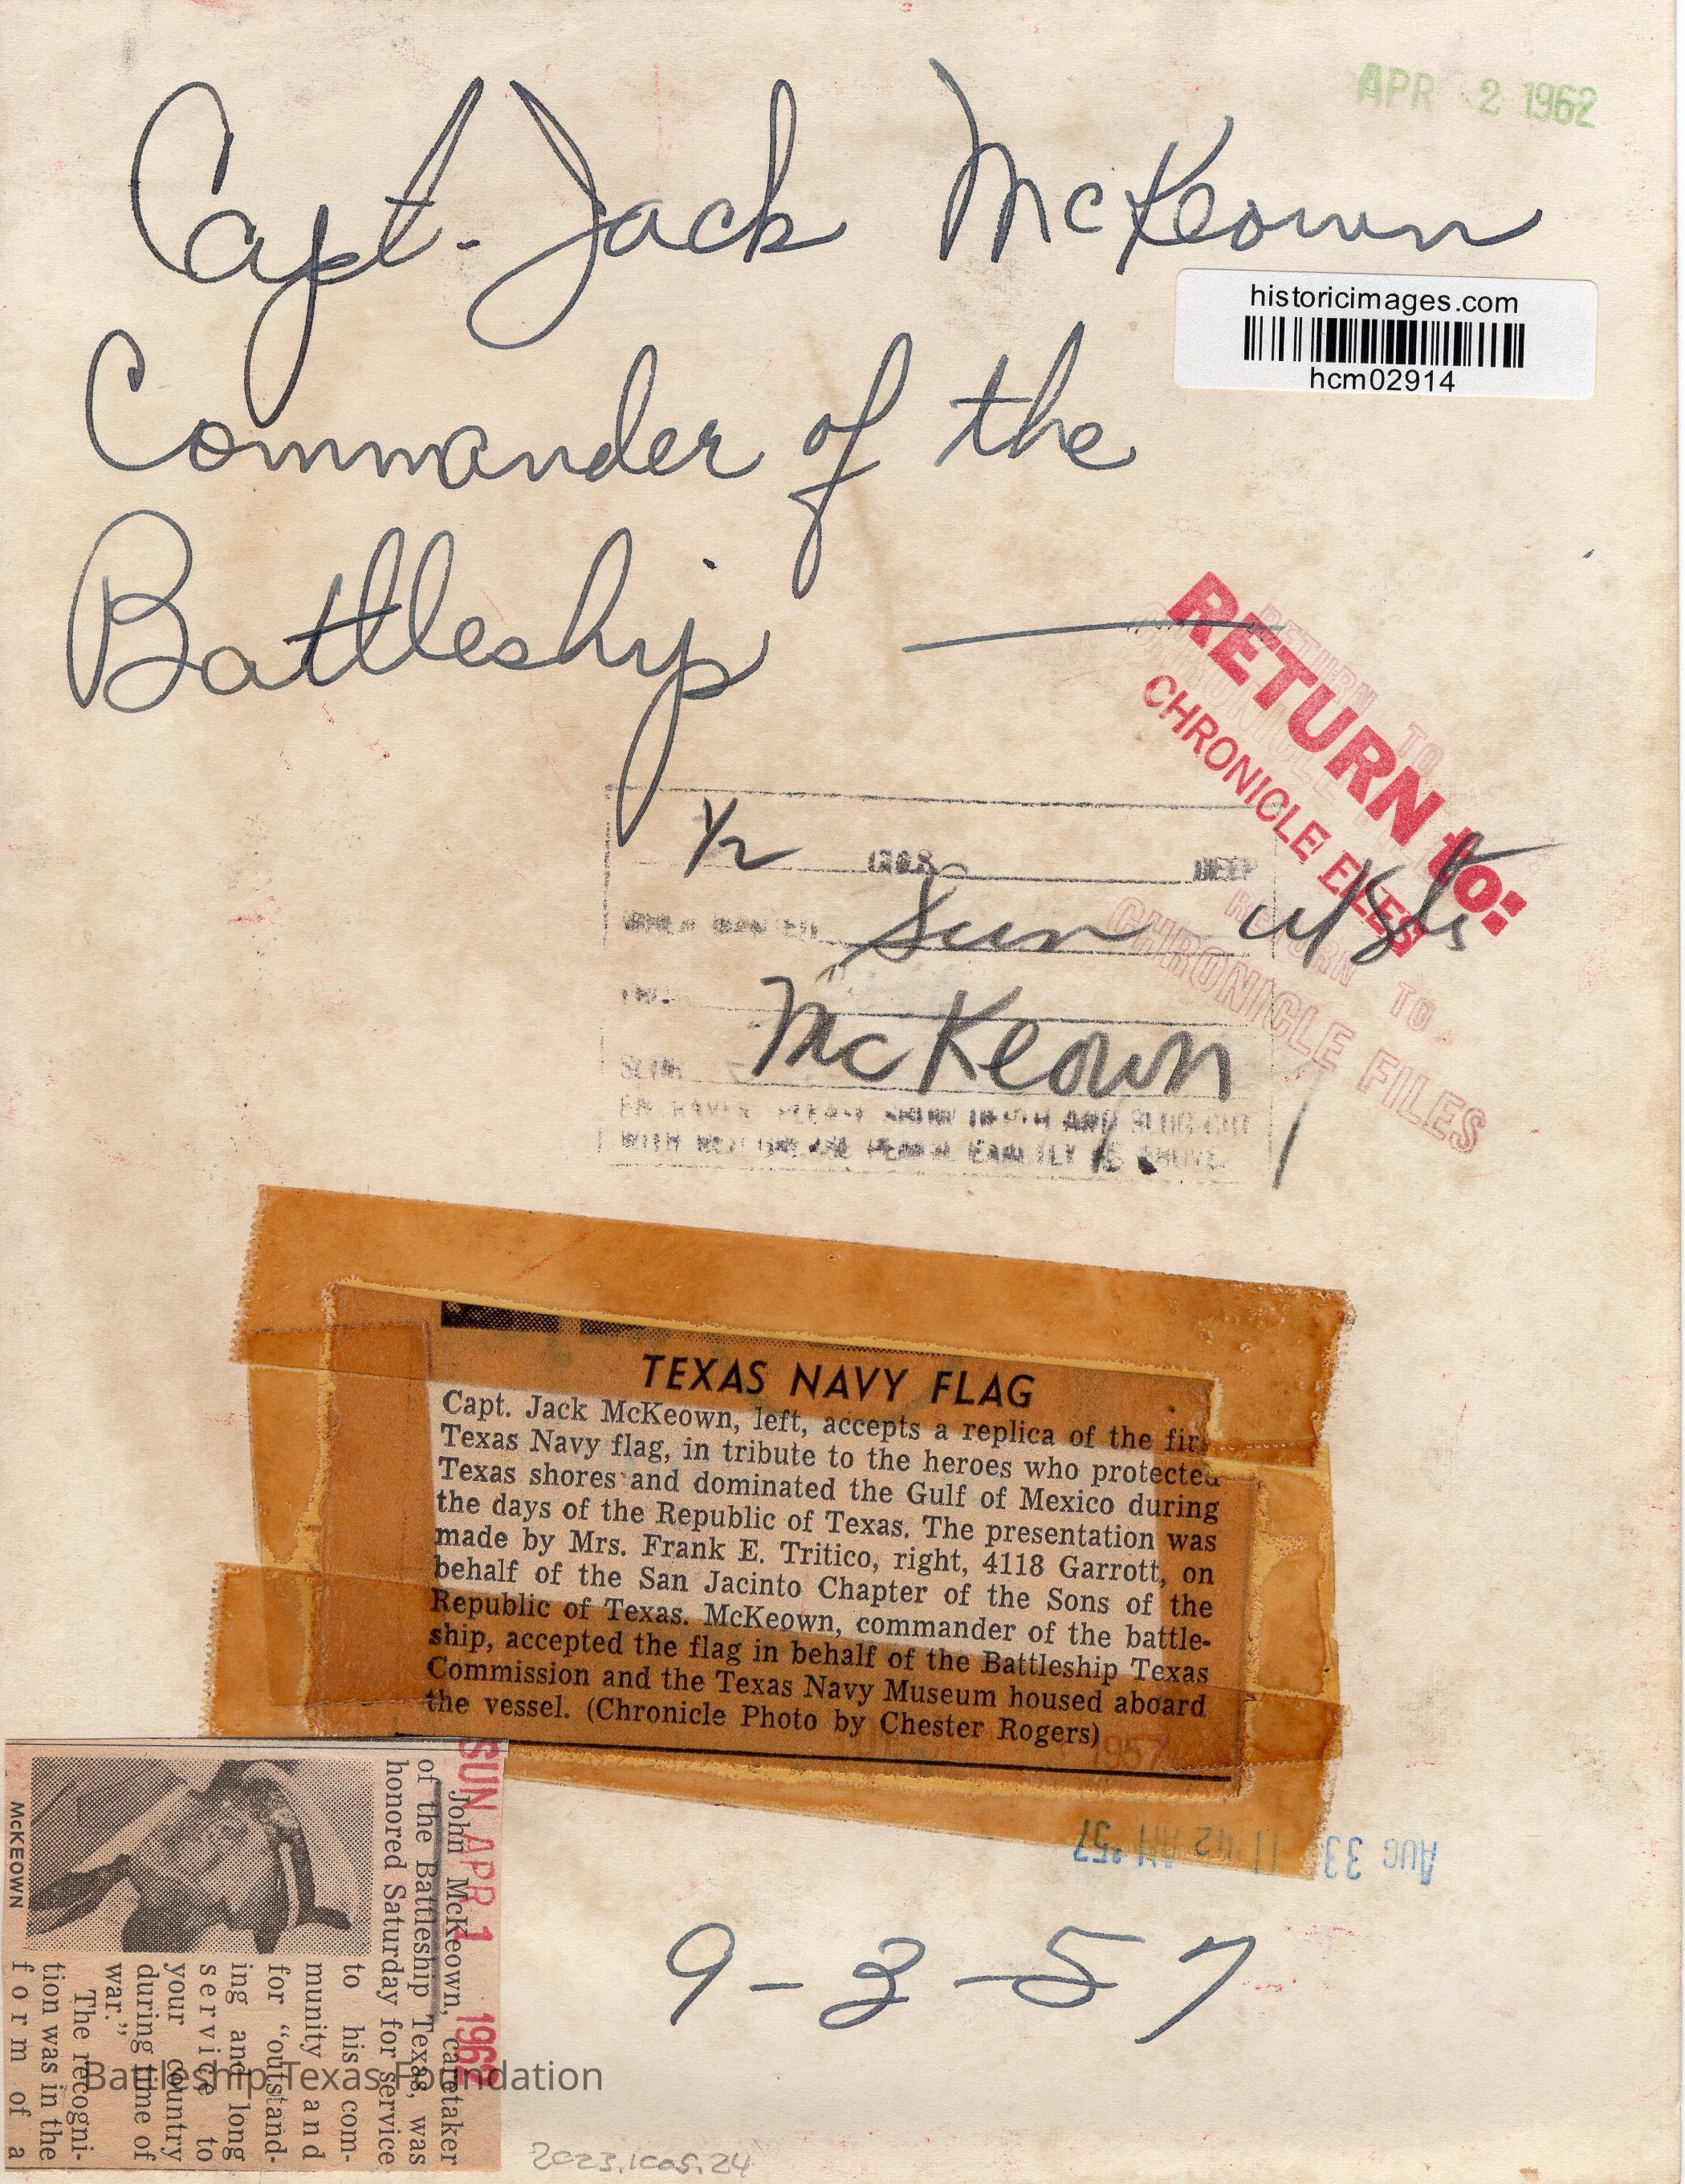 APR 2 1962
Capt. Jack McKeown
historicimages.com
hcm02914
Commander of the
Battleship —
RETURN to:
CHRONICLE FILES
RETURN TO
CHRONICLE FILES
1/2
DEEP
Sun
McKeown
TEXAS NAVY FLAG
Capt. Jack McKeown, left, accepts a replica of the
Texas Navy flag, in tribute to the heroes who protected
Texas shores and dominated the Gulf of Mexico during
the days of the Republic of Texas. The presentation was
made by Mrs. Frank E. Tritico, right, 4118 Garrott, on
behalf of the San Jacinto Chapter of the Sons of the
Republic of Texas. McKeown, commander of the battle-
ship, accepted the flag in behalf of the Battleship Texas
Commission and the Texas Navy Museum housed aboard
the vessel. (Chronicle Photo by Chester Rogers)
1957
AUG 11 42 AM '57
9-3-57
SUN APR 1 1962
John McKeown, caretaker
of the Battleship Texas, was
honored Saturday for service
to his com-
munity and
for "outstand-
ing and long
service to
your country
during time of
war."
The recogni-
tion was in the
form of a
McKEOWN
Battleship Texas Foundation
2023.1005.24